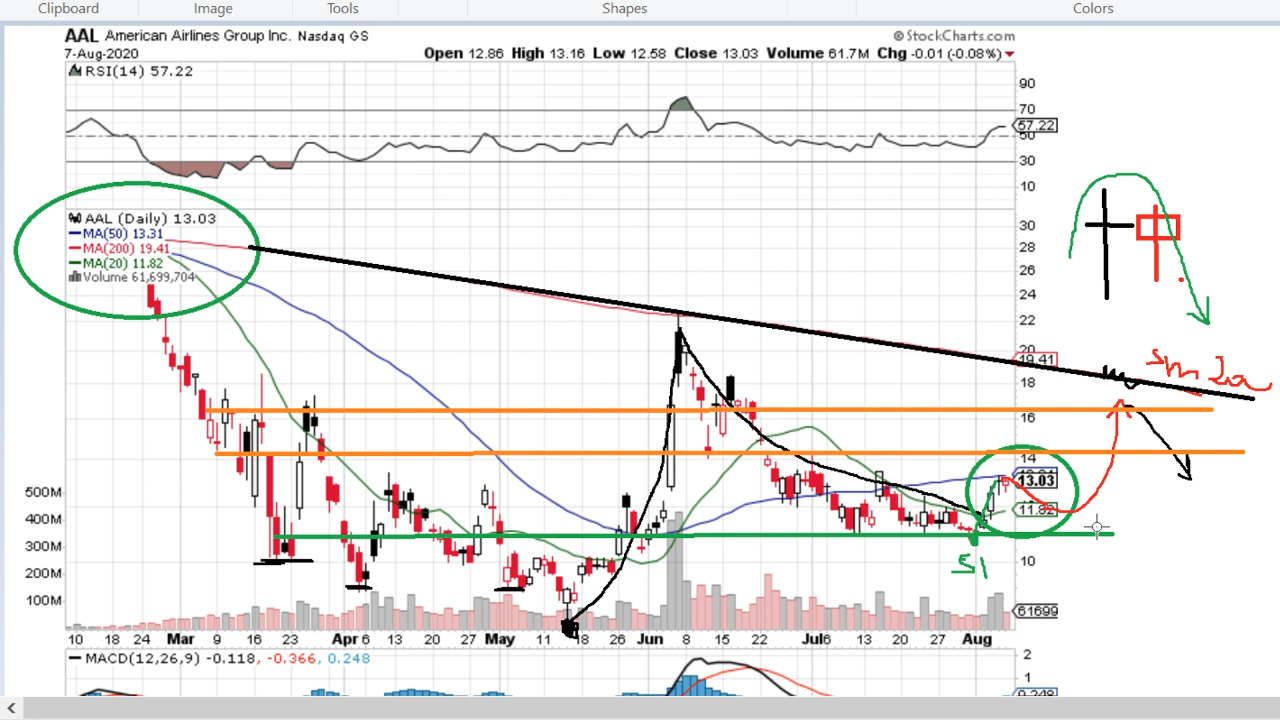 Clipboard Image Tools Shapes Colors
AAL American Airlines Group Inc. Nasdaq GS © StockCharts.com
7-Aug-2020 Open 12.86 High 13.16 Low 12.58 Close 13.03 Volume 61.7M Chg -0.01 (-0.08%)
RSI(14) 57.22
90
70
57.22
50
30
10
AAL (Daily) 13.03
MA(50) 13.31
MA(200) 19.41
MA(20) 11.82
Volume 61,699,704
30
28
26
24
22
20
19.41
18
16
14
13.03
11.82
10
500M
400M
300M
200M
100M
61699
S1
10 18 24 Mar 9 16 23 Apr 6 13 20 27 May 11 18 26 Jun 8 15 22 Jul 6 13 20 27 Aug
MACD(12,26,9) -0.118, -0.366, 0.248
2
1
0.248